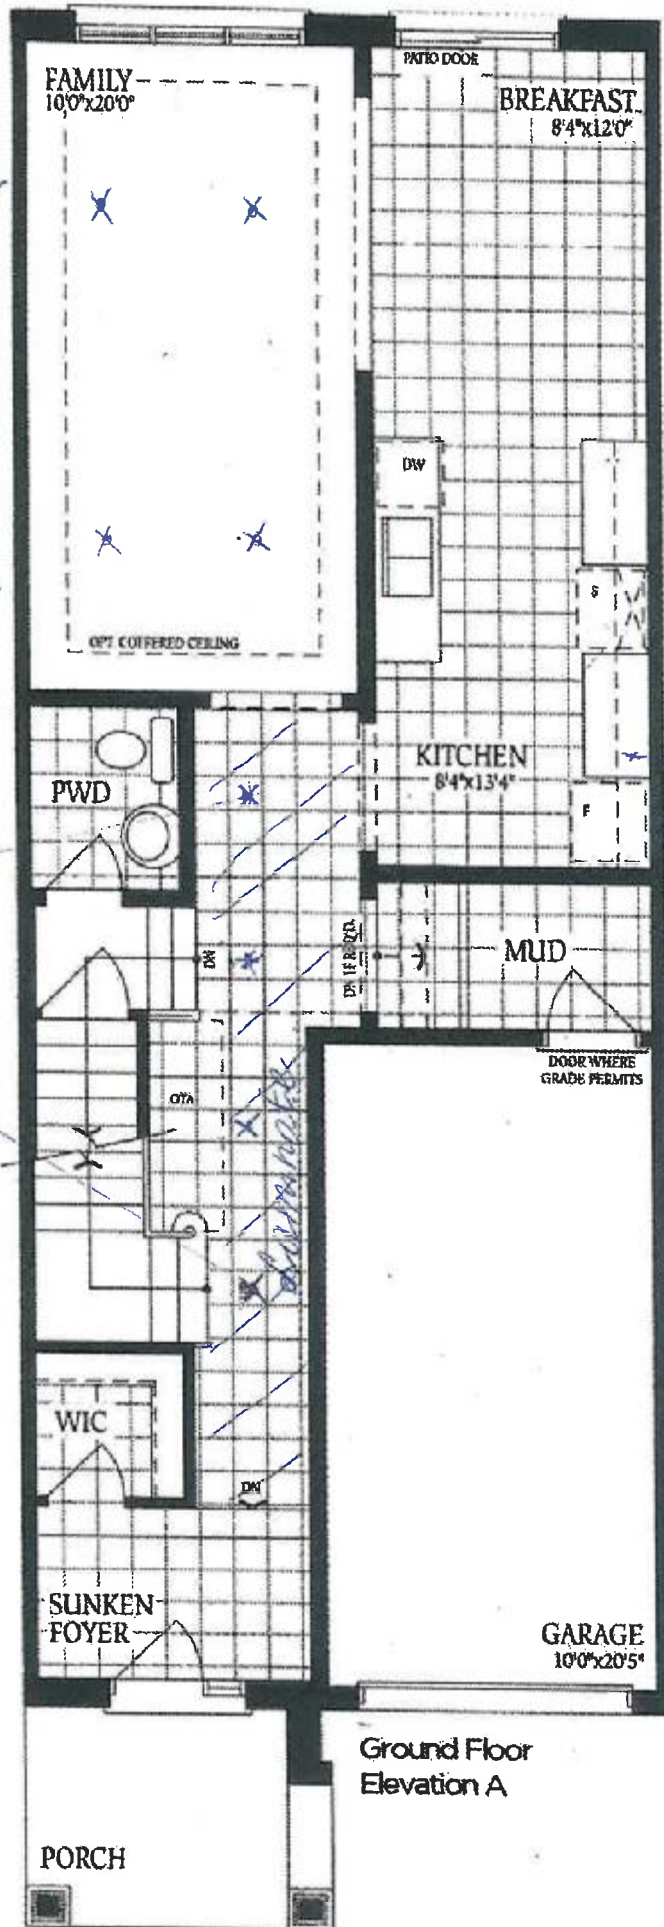 FAMILY
10'0"x20'0"
PATIO DOOR
BREAKFAST
8'4"x12'0"
DW
S
OPT COFFERED CEILING
KITCHEN
8'4"x13'4"
PWD
F
DN
MUD
DOOR WHERE
GRADE PERMITS
OTA
WIC
DN
SUNKEN
FOYER
GARAGE
10'0"x20'5"
Ground Floor
Elevation A
PORCH